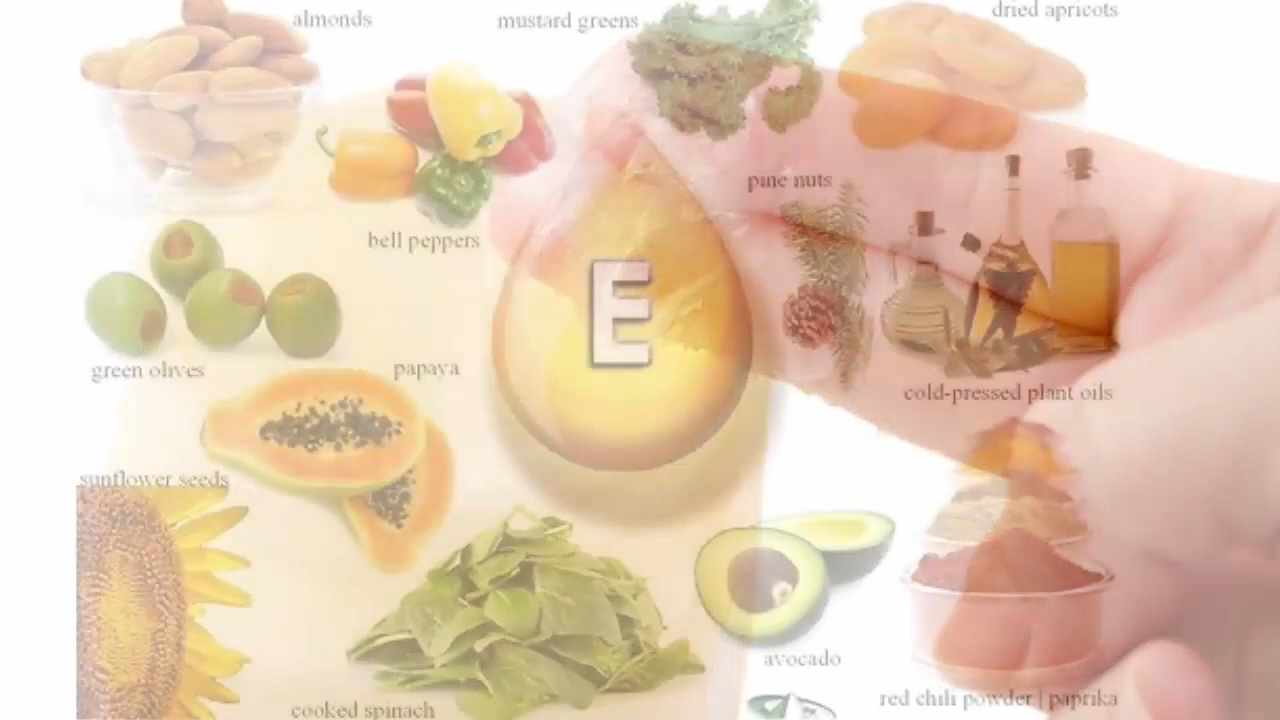 almonds
mustard greens
dried apricots
pine nuts
bell peppers
E
green olives
papaya
cold-pressed plant oils
sunflower seeds
avocado
red chili powder | paprika
cooked spinach